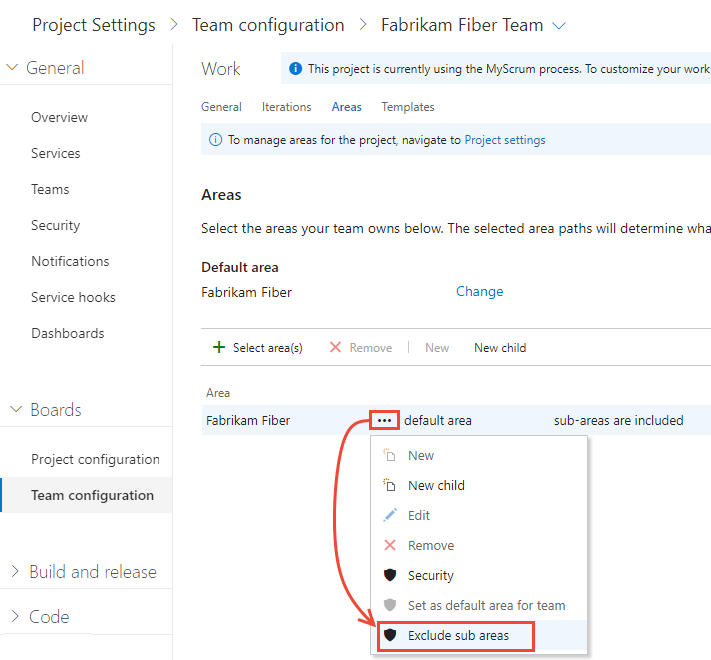 Project Settings > Team configuration > Fabrikam Fiber Team
General
Overview
Services
Teams
Security
Notifications
Service hooks
Dashboards
Boards
Project configuration
Team configuration
Build and release
Code
Work
This project is currently using the MyScrum process. To customize your work
General Iterations Areas Templates
To manage areas for the project, navigate to Project settings
Areas
Select the areas your team owns below. The selected area paths will determine wha
Default area
Fabrikam Fiber Change
Select area(s) Remove | New New child
Area
Fabrikam Fiber ••• default area sub-areas are included
New
New child
Edit
Remove
Security
Set as default area for team
Exclude sub areas